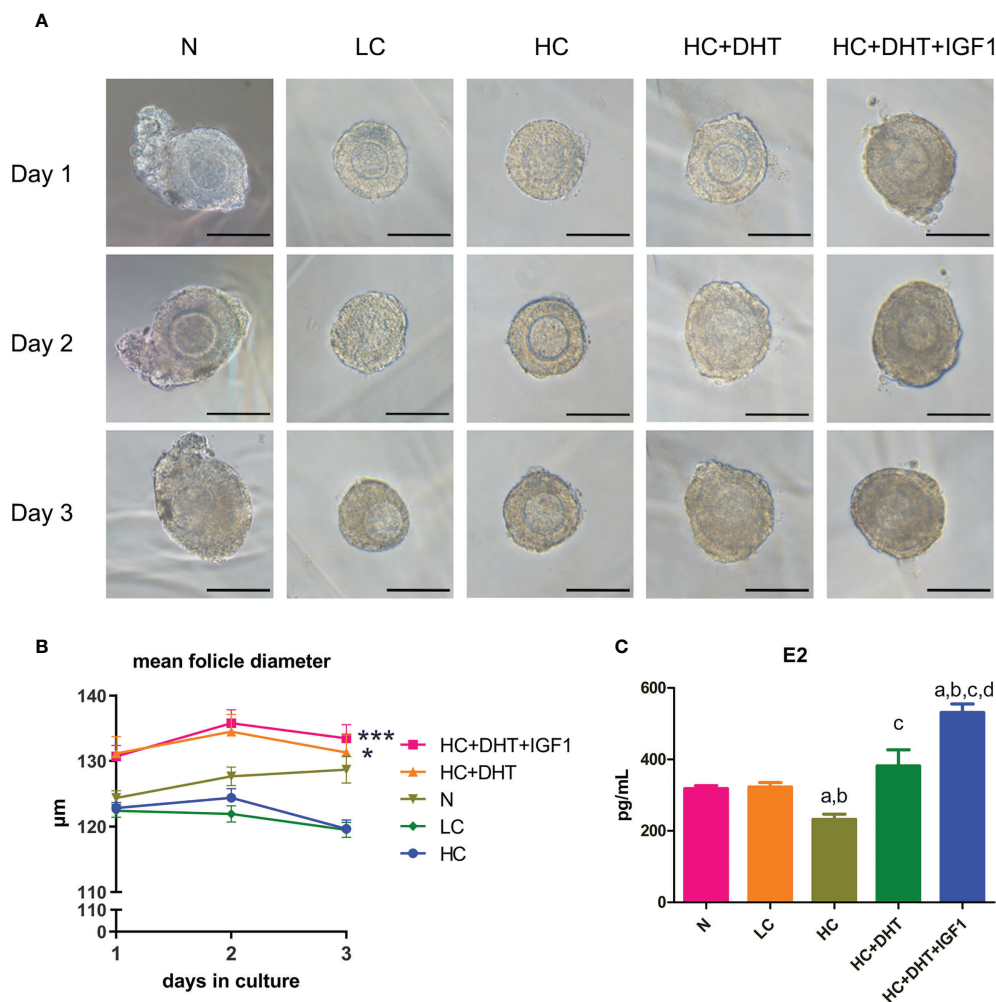 A
N LC HC HC+DHT HC+DHT+IGF1
Day 1
Day 2
Day 3
B
mean follicle diameter
140
130
120
110
110
0
µm
1 2 3
days in culture
***
*
HC+DHT+IGF1
HC+DHT
N
LC
HC
C
E2
600
400
200
0
pg/mL
a,b
c
a,b,c,d
N
LC
HC
HC+DHT
HC+DHT+IGF1